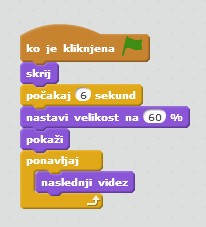 ko je kliknjena
skrij
počakaj 6 sekund
nastavi velikost na 60 %
pokaži
ponavljaj
naslednji videz